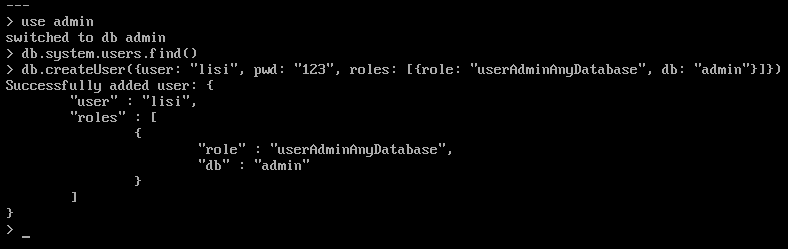 ---
> use admin
switched to db admin
> db.system.users.find()
> db.createUser({user: "lisi", pwd: "123", roles: [{role: "userAdminAnyDatabase", db: "admin"}]})
Successfully added user: {
        "user" : "lisi",
        "roles" : [
                {
                        "role" : "userAdminAnyDatabase",
                        "db" : "admin"
                }
        ]
}
> _